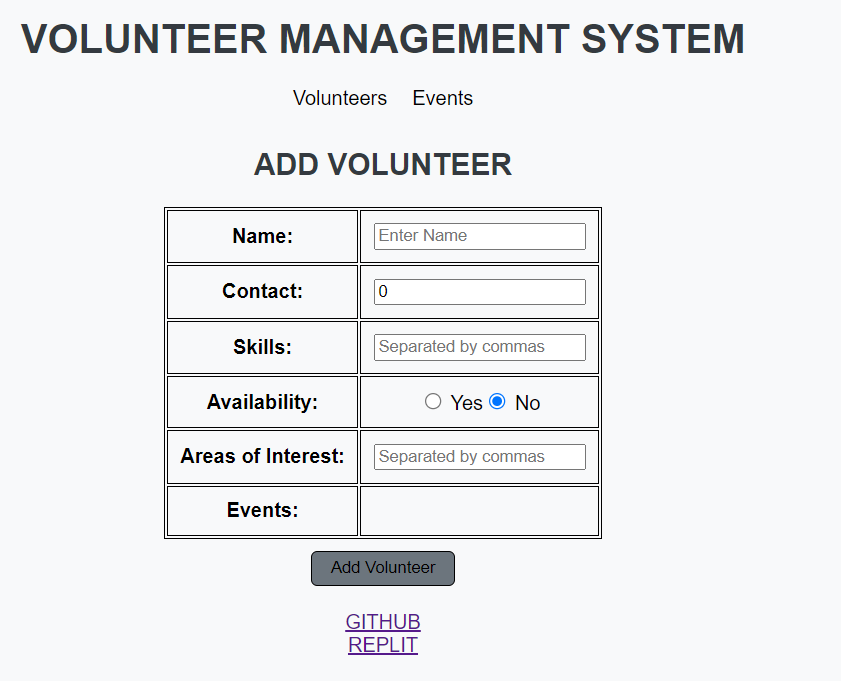 VOLUNTEER MANAGEMENT SYSTEM
Volunteers Events
ADD VOLUNTEER
Name: Enter Name
Contact: 0
Skills: Separated by commas
Availability: Yes No
Areas of Interest: Separated by commas
Events:
Add Volunteer
GITHUB
REPLIT